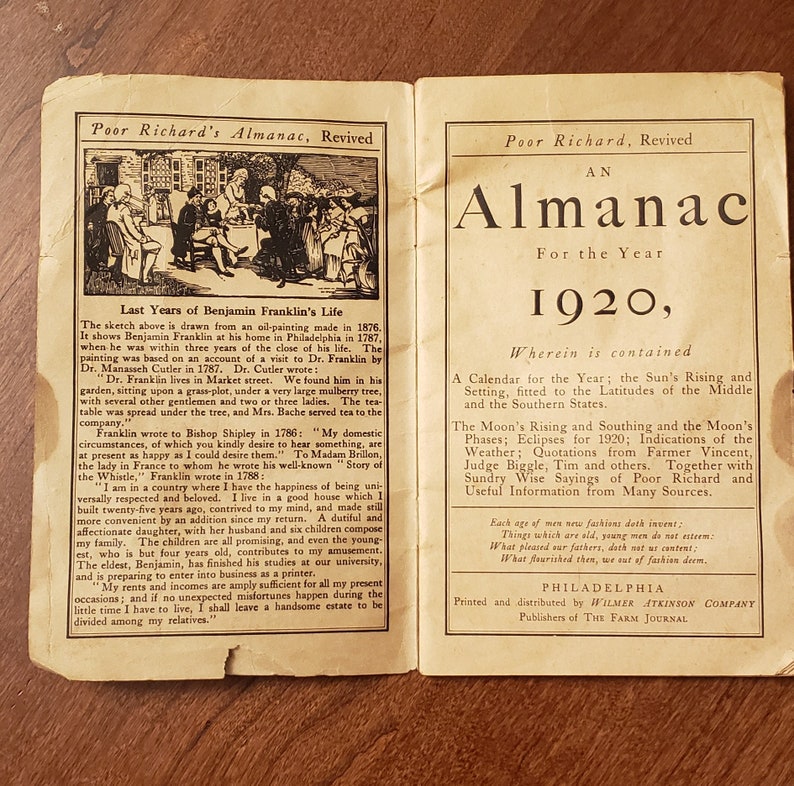 Poor Richard's Almanac, Revived
Last Years of Benjamin Franklin's Life
The sketch above is drawn from an oil-painting made in 1876.
It shows Benjamin Franklin at his home in Philadelphia in 1787,
when he was within three years of the close of his life. The
painting was based on an account of a visit to Dr. Franklin by
Dr. Manasseh Cutler in 1787. Dr. Cutler wrote:
"Dr. Franklin lives in Market street. We found him in his
garden, sitting upon a grass-plot, under a very large mulberry tree,
with several other gentlemen and two or three ladies. The tea-
table was spread under the tree, and Mrs. Bache served tea to the
company."
Franklin wrote to Bishop Shipley in 1786: "My domestic
circumstances, of which you kindly desire to hear something, are
at present as happy as I could desire them." To Madam Brillon,
the lady in France to whom he wrote his well-known "Story of
the Whistle," Franklin wrote in 1788:
"I am in a country where I have the happiness of being uni-
versally respected and beloved. I live in a good house which I
built twenty-five years ago, contrived to my mind, and made still
more convenient by an addition since my return. A dutiful and
affectionate daughter, with her husband and six children compose
my family. The children are all promising, and even the young-
est, who is but four years old, contributes to my amusement.
The eldest, Benjamin, has finished his studies at our university,
and is preparing to enter into business as a printer.
"My rents and incomes are amply sufficient for all my present
occasions; and if no unexpected misfortunes happen during the
little time I have to live, I shall leave a handsome estate to be
divided among my relatives."
Poor Richard, Revived
AN
Almanac
For the Year
1920,
Wherein is contained
A Calendar for the Year; the Sun's Rising and
Setting, fitted to the Latitudes of the Middle
and the Southern States.
The Moon's Rising and Southing and the Moon's
Phases; Eclipses for 1920; Indications of the
Weather; Quotations from Farmer Vincent,
Judge Biggle, Tim and others. Together with
Sundry Wise Sayings of Poor Richard and
Useful Information from Many Sources.
Each age of men new fashions doth invent;
Things which are old, young men do not esteem:
What pleased our fathers, doth not us content;
What flourished then, we out of fashion deem.
PHILADELPHIA
Printed and distributed by WILMER ATKINSON COMPANY
Publishers of THE FARM JOURNAL